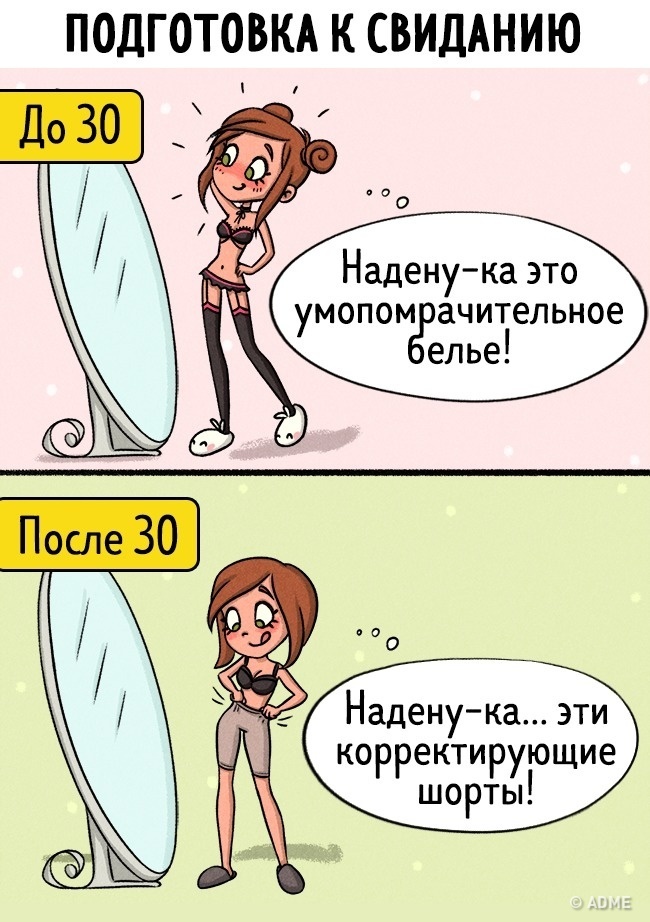 ПОДГОТОВКА К СВИДАНИЮ
До 30
Надену-ка это
умопомрачительное
белье!
После 30
Надену-ка... эти
корректирующие
шорты!
© ADME